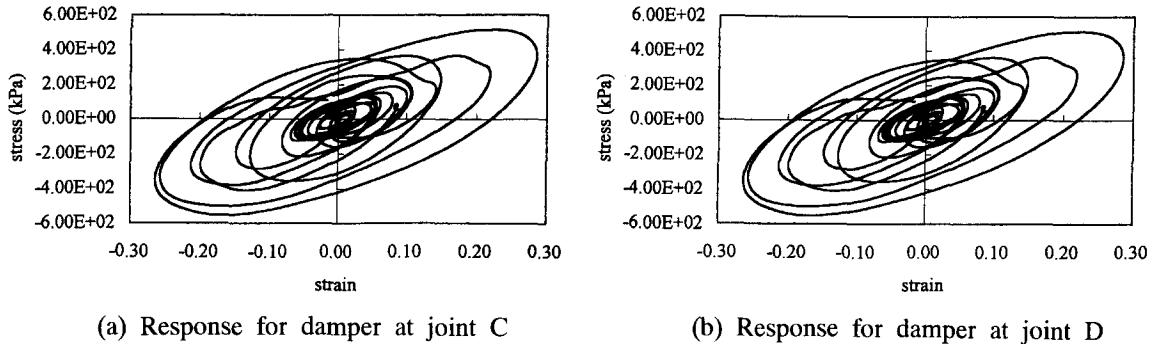 6.00E+02
4.00E+02
2.00E+02
0.00E+00
-2.00E+02
-4.00E+02
-6.00E+02
stress (kPa)
-0.30 -0.20 -0.10 0.00 0.10 0.20 0.30
strain
(a) Response for damper at joint C
6.00E+02
4.00E+02
2.00E+02
0.00E+00
-2.00E+02
-4.00E+02
-6.00E+02
stress (kPa)
-0.30 -0.20 -0.10 0.00 0.10 0.20 0.30
strain
(b) Response for damper at joint D